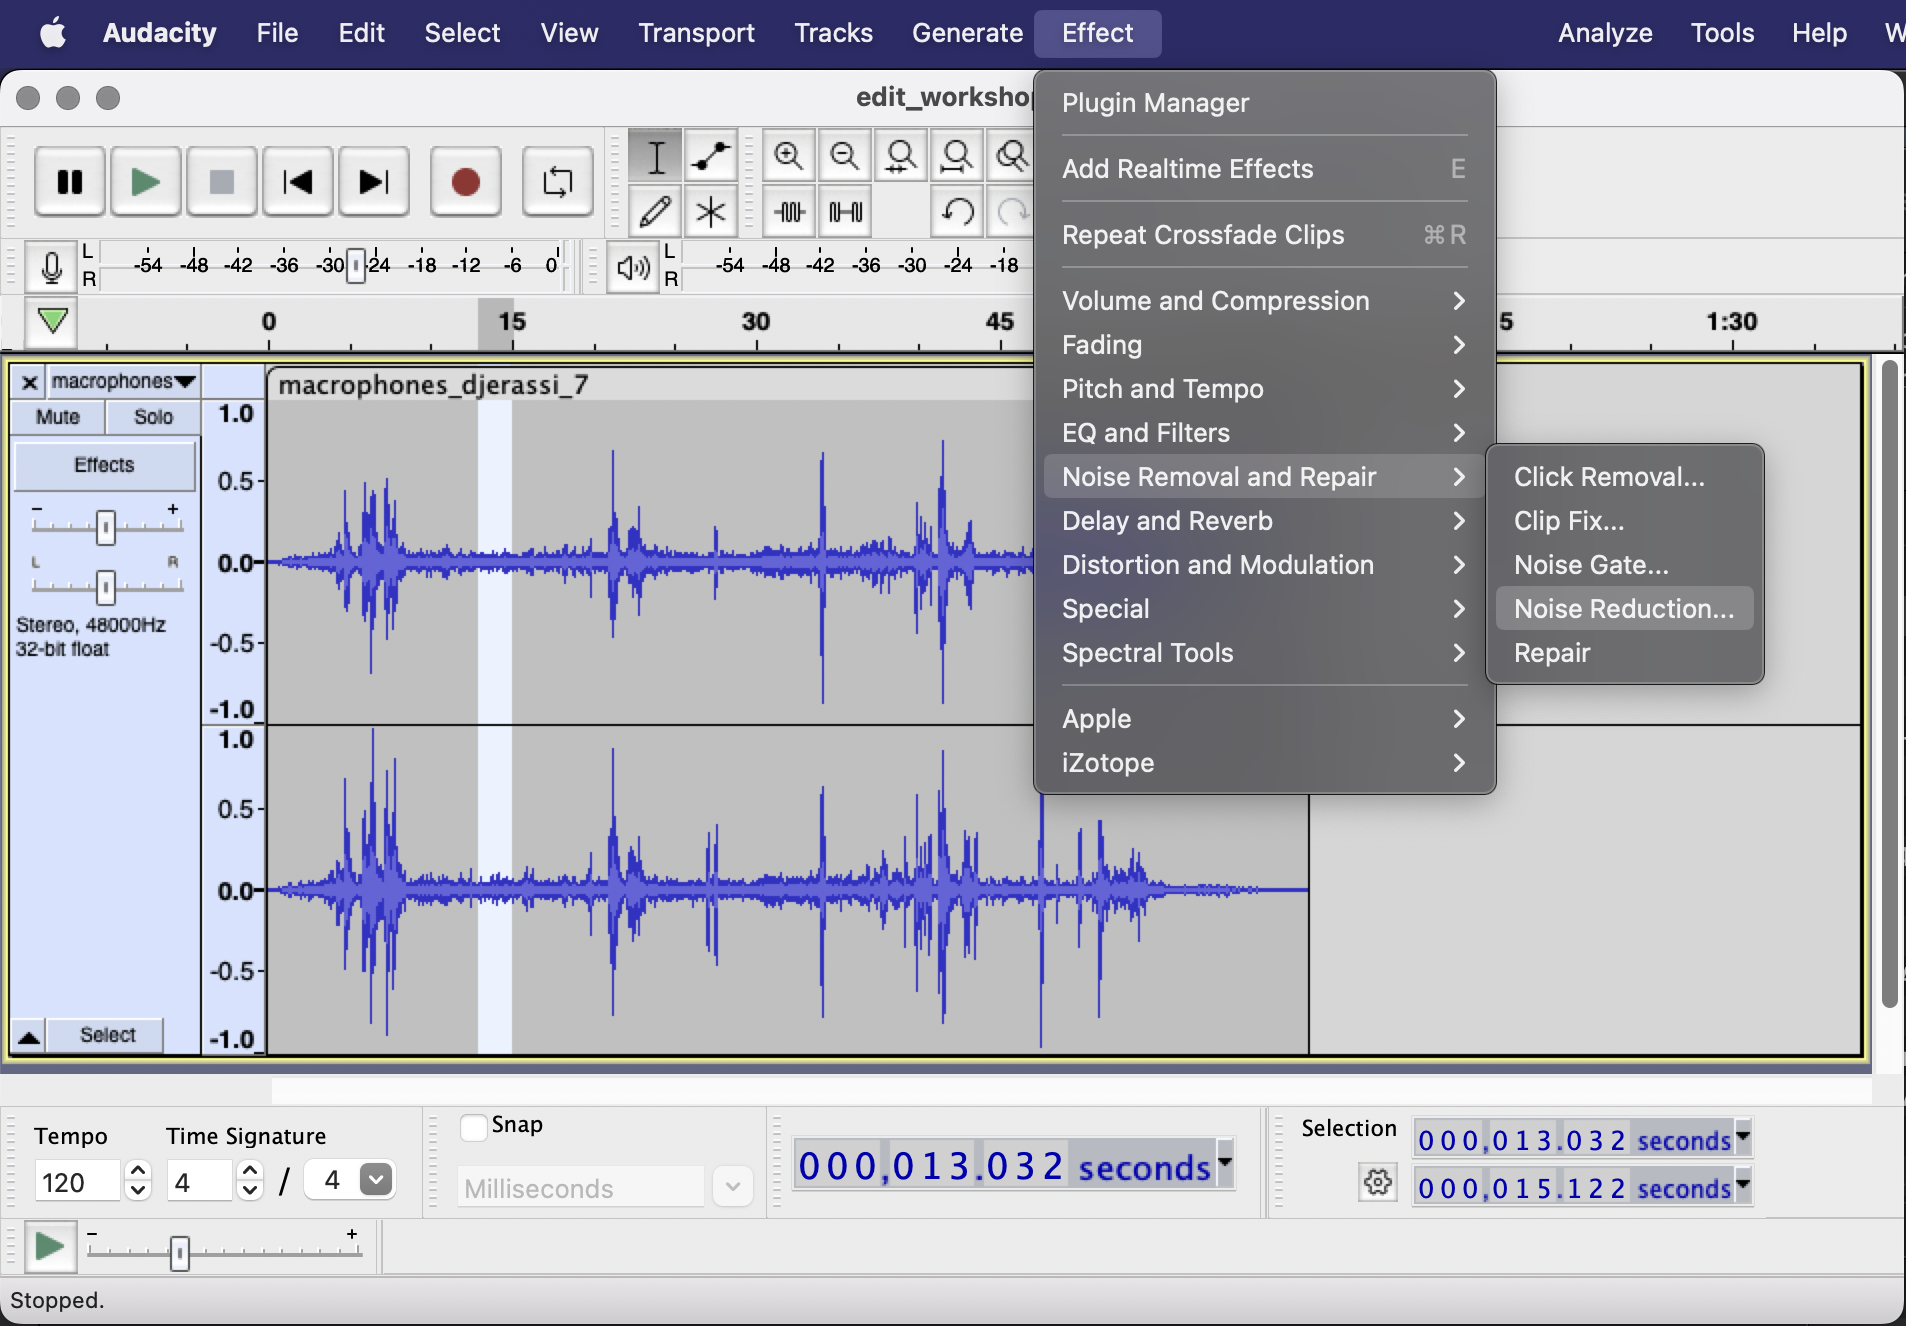 Audacity File Edit Select View Transport Tracks Generate Effect Analyze Tools Help W
edit_workshop
Plugin Manager
Add Realtime Effects E
Repeat Crossfade Clips ⌘R
Volume and Compression
Fading
Pitch and Tempo
EQ and Filters
Noise Removal and Repair
Delay and Reverb
Distortion and Modulation
Special
Spectral Tools
Apple
iZotope
Click Removal...
Clip Fix...
Noise Gate...
Noise Reduction...
Repair
L
R
-54 -48 -42 -36 -30 -24 -18 -12 -6 0
L
R
-54 -48 -42 -36 -30 -24 -18
0 15 30 45 5 1:30
macrophones
Mute Solo
Effects
- +
L R
Stereo, 48000Hz
32-bit float
Select
macrophones_djerassi_7
1.0
0.5
0.0
-0.5
-1.0
1.0
0.5
0.0
-0.5
-1.0
Tempo Time Signature
120 4 / 4
Snap
Milliseconds
000,013.032 seconds
Selection
000,013.032 seconds
000,015.122 seconds
- +
Stopped.